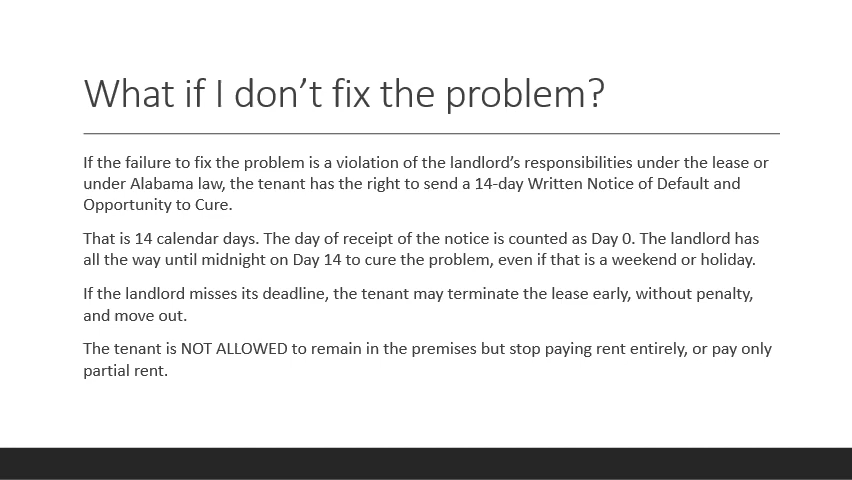 What if I don’t fix the problem?
If the failure to fix the problem is a violation of the landlord’s responsibilities under the lease or
under Alabama law, the tenant has the right to send a 14-day Written Notice of Default and
Opportunity to Cure.
That is 14 calendar days. The day of receipt of the notice is counted as Day 0. The landlord has
all the way until midnight on Day 14 to cure the problem, even if that is a weekend or holiday.
If the landlord misses its deadline, the tenant may terminate the lease early, without penalty,
and move out.
The tenant is NOT ALLOWED to remain in the premises but stop paying rent entirely, or pay only
partial rent.